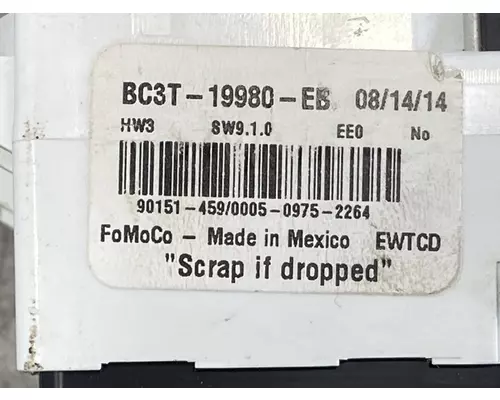 BC3T-19980-EB 08/14/14
HW3 SW9.1.0 EE0 No
90151-459/0005-0975-2264
FoMoCo - Made in Mexico EWTCD
"Scrap if dropped"